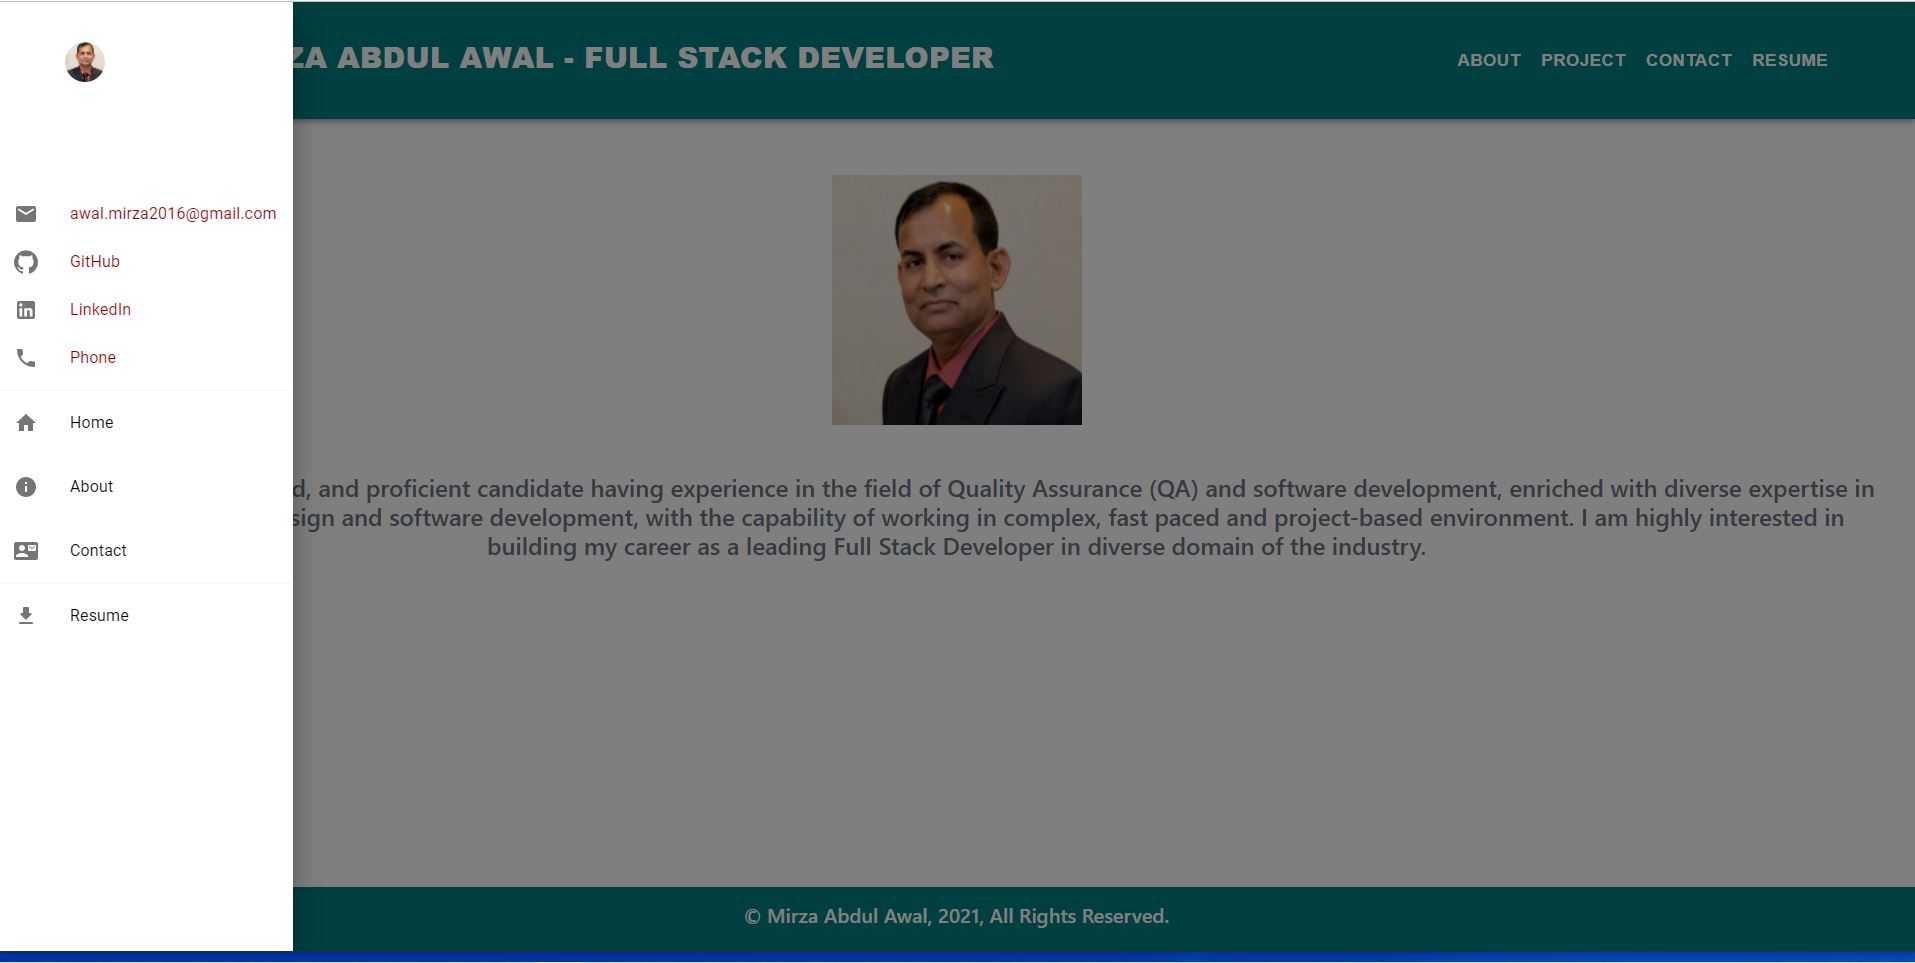 ABDUL AWAL - FULL STACK DEVELOPER
ABOUT PROJECT CONTACT RESUME
awal.mirza2016@gmail.com
GitHub
LinkedIn
Phone
Home
About
Contact
Resume
and proficient candidate having experience in the field of Quality Assurance (QA) and software development, enriched with diverse expertise in
and software development, with the capability of working in complex, fast paced and project-based environment. I am highly interested in
building my career as a leading Full Stack Developer in diverse domain of the industry.
© Mirza Abdul Awal, 2021, All Rights Reserved.